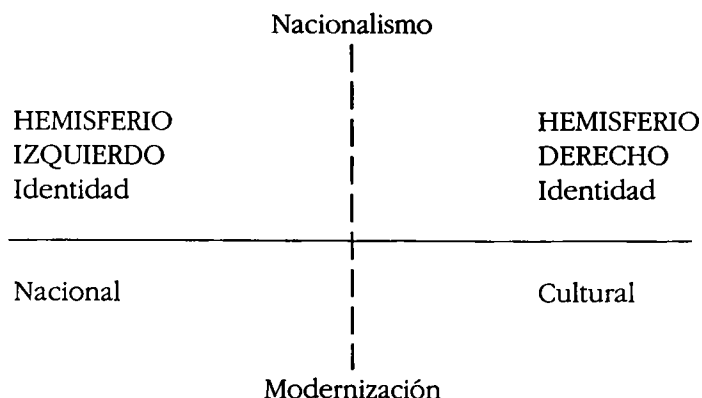 Nacionalismo
HEMISFERIO
IZQUIERDO
Identidad
HEMISFERIO
DERECHO
Identidad
Nacional
Cultural
Modernización